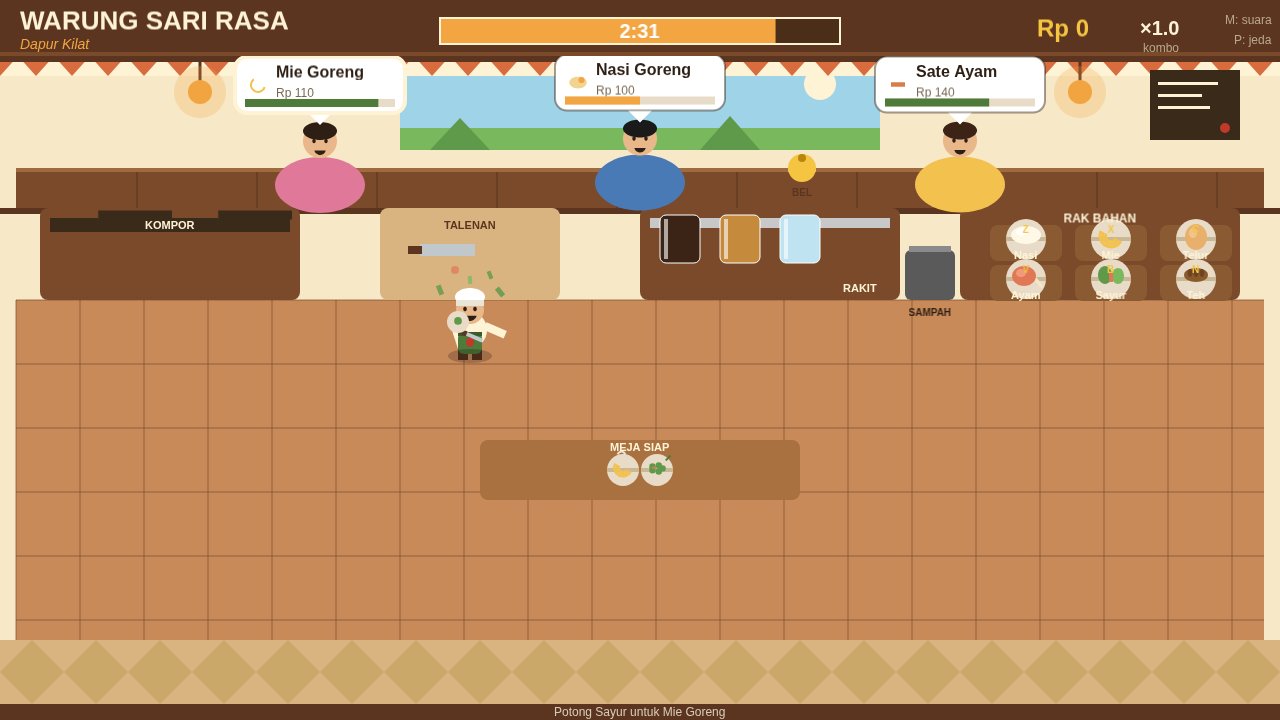 WARUNG SARI RASA
Dapur Kilat
2:31
Rp 0
×1.0
kombo
M: suara
P: jeda
Mie Goreng
Rp 110
Nasi Goreng
Rp 100
Sate Ayam
Rp 140
BEL
KOMPOR
TALENAN
RAKIT
SAMPAH
RAK BAHAN
Z
X
Nasi
Mie
Telur
B
N
Ayam
Sayur
Teh
MEJA SIAP
Potong Sayur untuk Mie Goreng